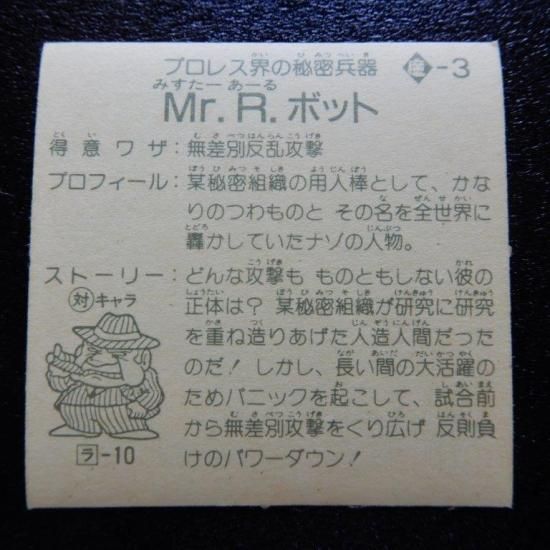 プロレス界の秘密兵器 座-3
Mr. R. ボット
得意ワザ：無差別反乱攻撃
プロフィール：某秘密組織の用人棒として、かな
りのつわものと その名を全世界に
轟かしていたナゾの人物。
ストーリー：どんな攻撃も ものともしない彼の
正体は？ 某秘密組織が研究に研究
を重ね造りあげた人造人間だった
のだ！ しかし、長い間の大活躍の
ためパニックを起こして、試合前
から無差別攻撃をくり広げ 反則負
けのパワーダウン！
対キャラ
ラ-10